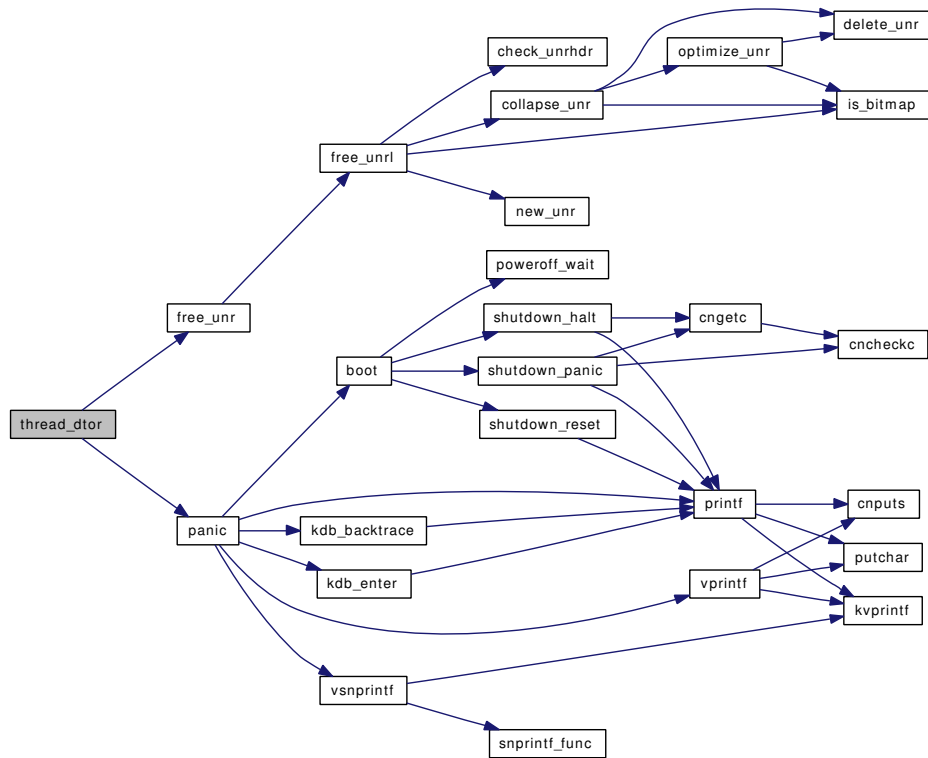 delete_unr
check_unrhdr
optimize_unr
collapse_unr
is_bitmap
free_unrl
new_unr
poweroff_wait
free_unr
shutdown_halt
cngetc
cncheckc
boot
shutdown_panic
thread_dtor
shutdown_reset
printf
cnputs
panic
kdb_backtrace
putchar
kdb_enter
vprintf
kvprintf
vsnprintf
snprintf_func